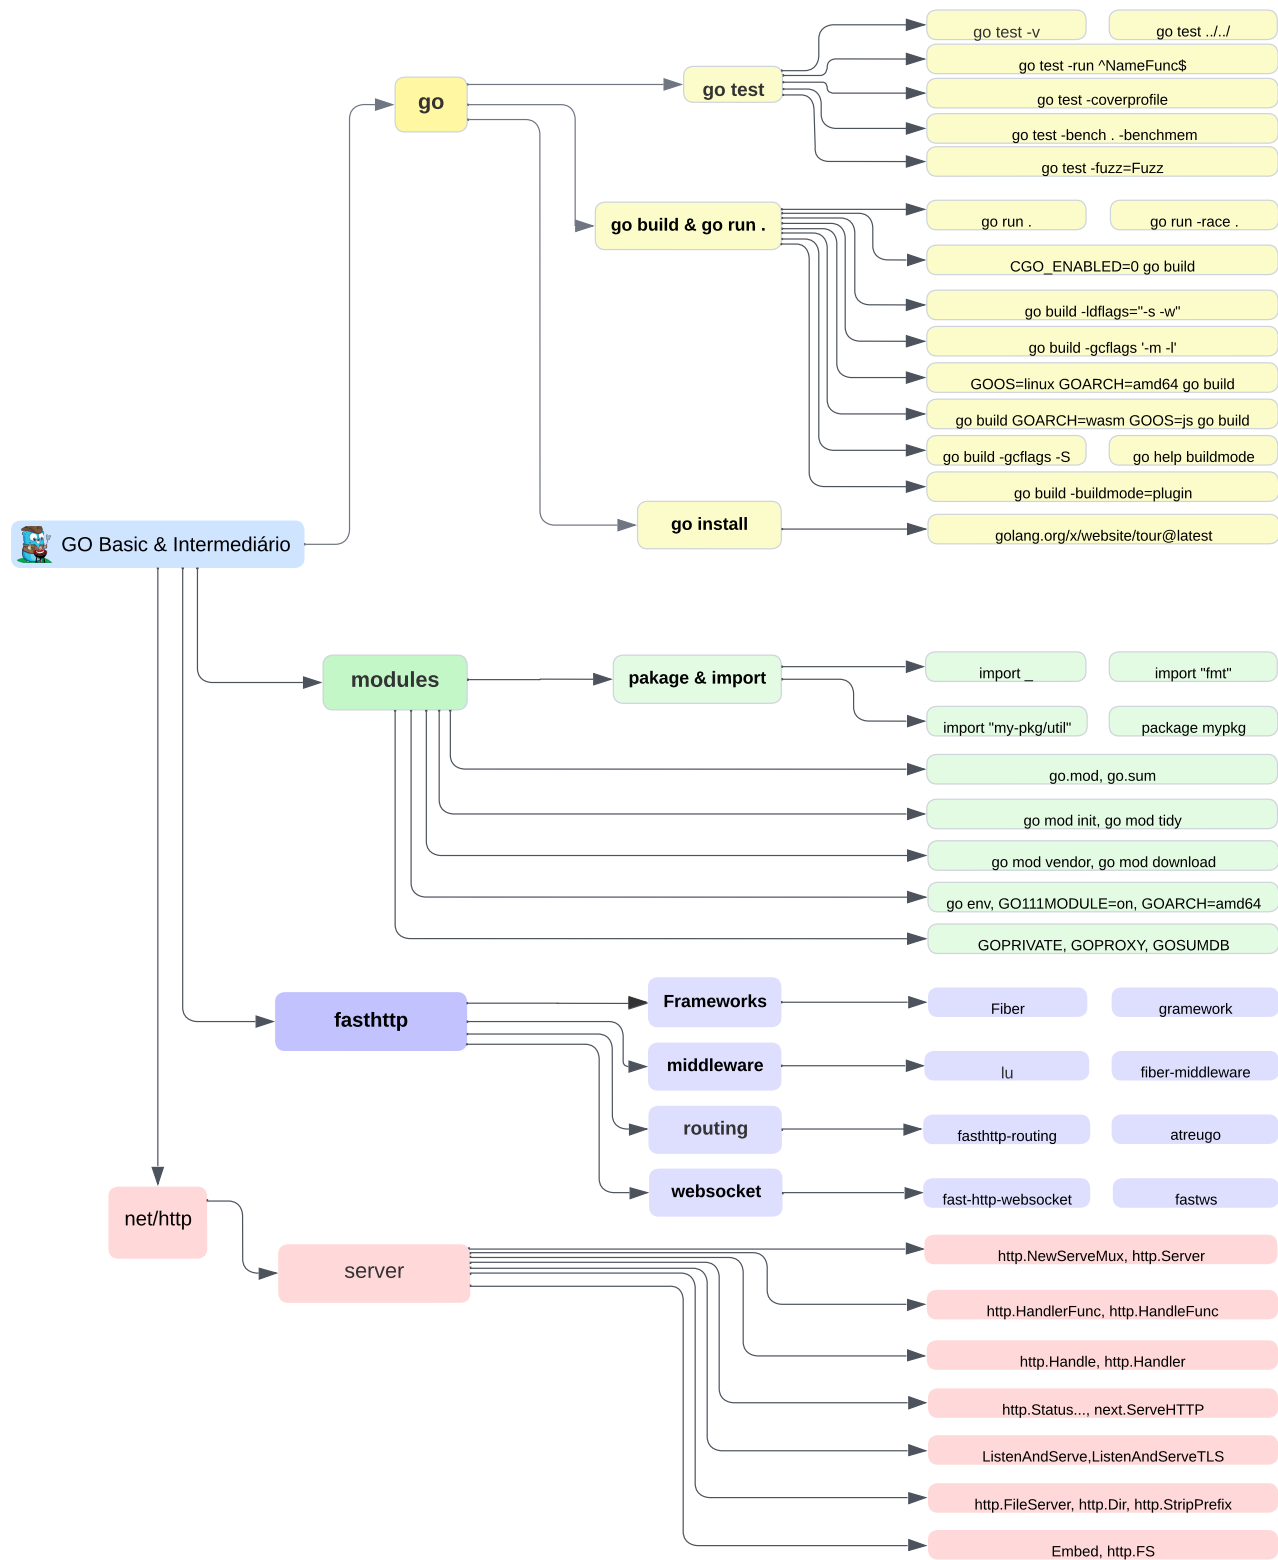 go test -v
go test ../../
go test -run ^NameFunc$
go
go test
go test -coverprofile
go test -bench . -benchmem
go test -fuzz=Fuzz
go build & go run .
go run .
go run -race .
CGO_ENABLED=0 go build
go build -ldflags="-s -w"
go build -gcflags '-m -l'
GOOS=linux GOARCH=amd64 go build
go build GOARCH=wasm GOOS=js go build
go build -gcflags -S
go help buildmode
go build -buildmode=plugin
go install
golang.org/x/website/tour@latest
GO Basic & Intermediário
modules
pakage & import
import _
import "fmt"
import "my-pkg/util"
package mypkg
go.mod, go.sum
go mod init, go mod tidy
go mod vendor, go mod download
go env, GO111MODULE=on, GOARCH=amd64
GOPRIVATE, GOPROXY, GOSUMDB
fasthttp
Frameworks
Fiber
gramework
middleware
lu
fiber-middleware
routing
fasthttp-routing
atreugo
websocket
fast-http-websocket
fastws
net/http
server
http.NewServeMux, http.Server
http.HandlerFunc, http.HandleFunc
http.Handle, http.Handler
http.Status..., next.ServeHTTP
ListenAndServe,ListenAndServeTLS
http.FileServer, http.Dir, http.StripPrefix
Embed, http.FS